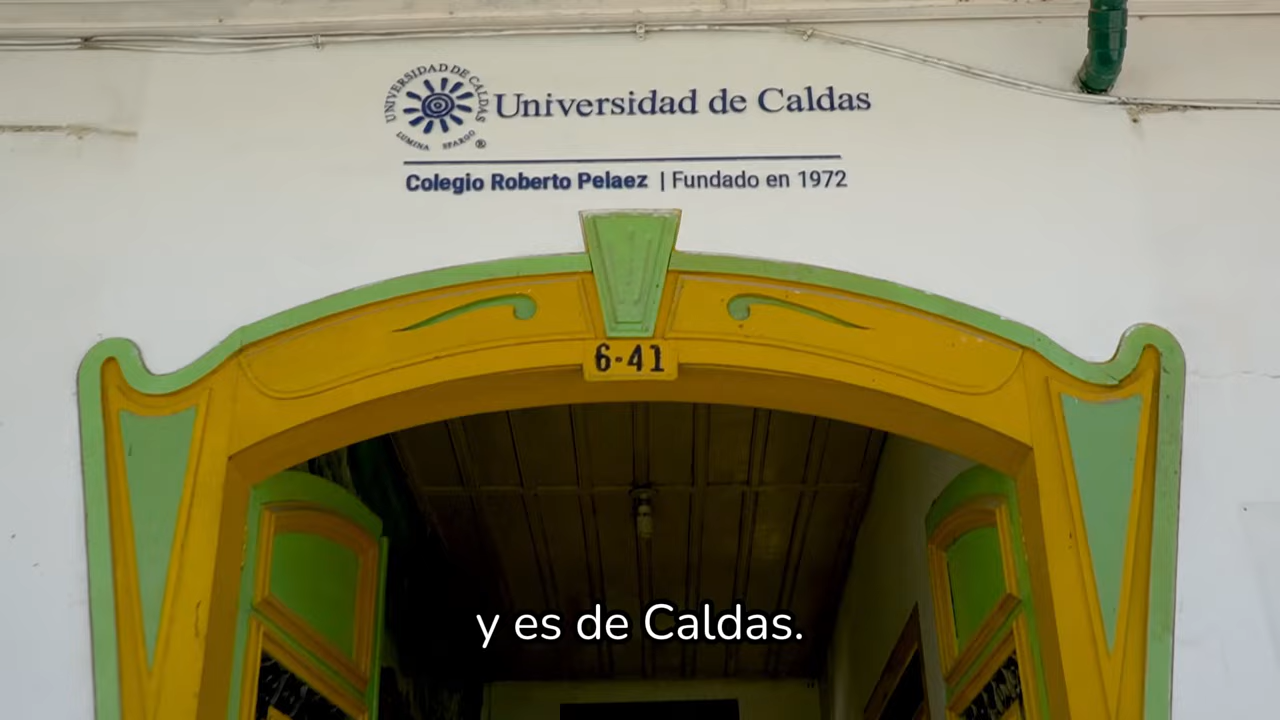 UNIVERSIDAD DE CALDAS
LUMINA SPARGO
®
Universidad de Caldas
Colegio Roberto Pelaez | Fundado en 1972
6-41
y es de Caldas.